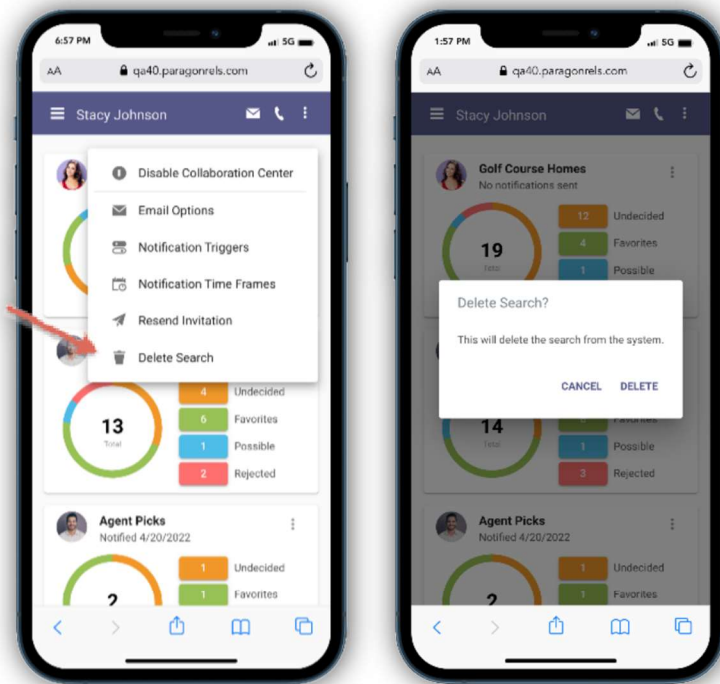 6:57 PM
5G
AA
qa40.paragonrels.com
Stacy Johnson
Disable Collaboration Center
Email Options
Notification Triggers
Notification Time Frames
Resend Invitation
Delete Search
4 Undecided
13
Total
6 Favorites
1 Possible
2 Rejected
Agent Picks
Notified 4/20/2022
1 Undecided
2
1 Favorites
1:57 PM
5G
AA
qa40.paragonrels.com
Stacy Johnson
Golf Course Homes
No notifications sent
12 Undecided
19
Total
4 Favorites
1 Possible
Delete Search?
This will delete the search from the system.
CANCEL DELETE
14
Total
Favorites
1 Possible
3 Rejected
Agent Picks
Notified 4/20/2022
1 Undecided
2
1 Favorites